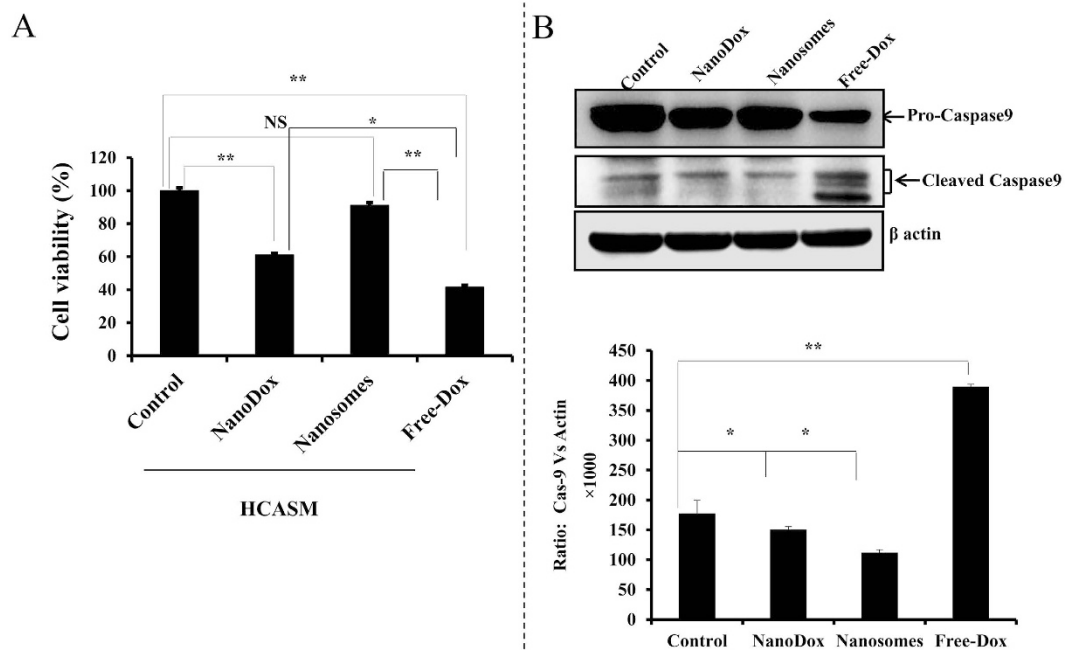 A
**
NS
*
**
**
120
100
80
60
40
20
0
Cell viability (%)
Control
NanoDox
Nanosomes
Free-Dox
HCASM
B
Control
NanoDox
Nanosomes
Free-Dox
Pro-Caspase9
Cleaved Caspase9
β actin
450
400
350
300
250
200
150
100
50
0
Ratio: Cas-9 Vs Actin
×1000
**
*
*
Control
NanoDox
Nanosomes
Free-Dox